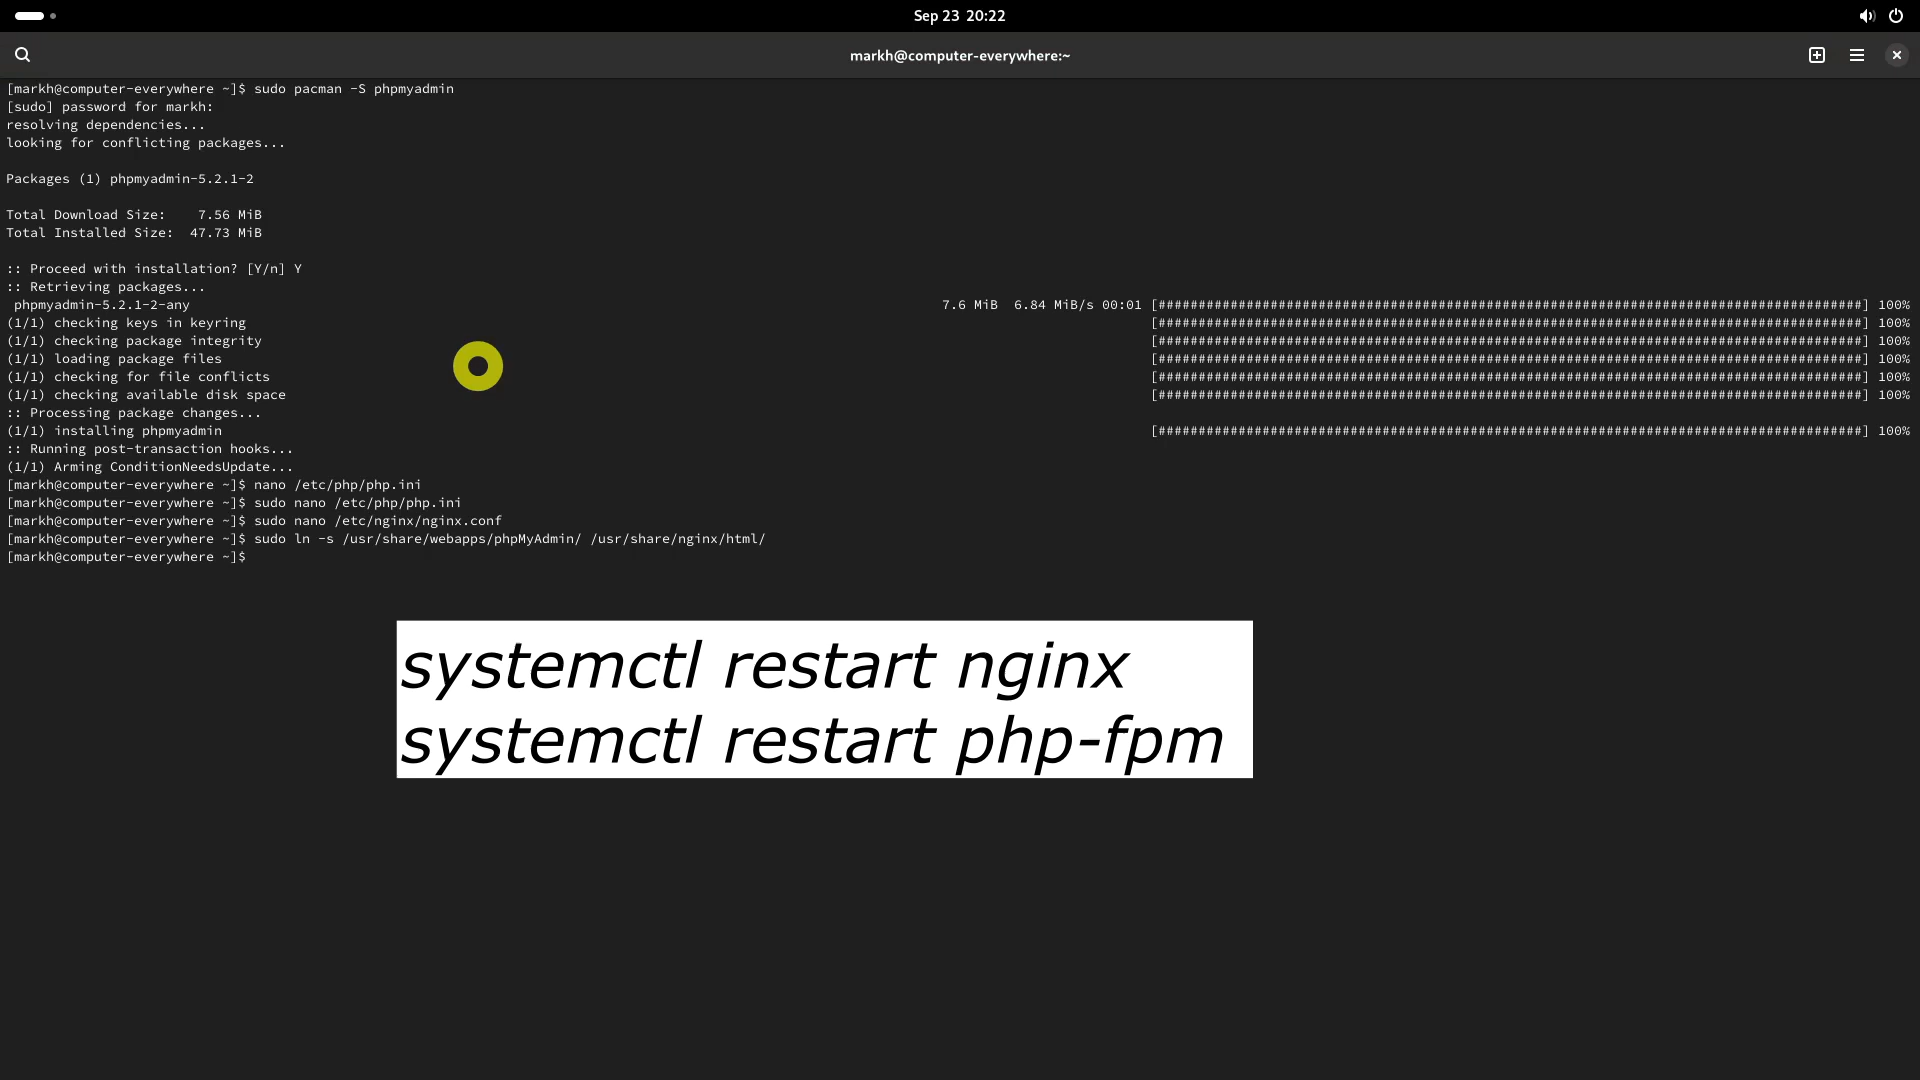 Sep 23 20:22
markh@computer-everywhere:~
[markh@computer-everywhere ~]$ sudo pacman -S phpmyadmin
[sudo] password for markh:
resolving dependencies...
looking for conflicting packages...
Packages (1) phpmyadmin-5.2.1-2
Total Download Size:    7.56 MiB
Total Installed Size:  47.73 MiB
:: Proceed with installation? [Y/n] Y
:: Retrieving packages...
phpmyadmin-5.2.1-2-any 7.6 MiB  6.84 MiB/s 00:01 [########################################################################################] 100%
(1/1) checking keys in keyring [########################################################################################] 100%
(1/1) checking package integrity [########################################################################################] 100%
(1/1) loading package files [########################################################################################] 100%
(1/1) checking for file conflicts [########################################################################################] 100%
(1/1) checking available disk space [########################################################################################] 100%
:: Processing package changes...
(1/1) installing phpmyadmin [########################################################################################] 100%
:: Running post-transaction hooks...
(1/1) Arming ConditionNeedsUpdate...
[markh@computer-everywhere ~]$ nano /etc/php/php.ini
[markh@computer-everywhere ~]$ sudo nano /etc/php/php.ini
[markh@computer-everywhere ~]$ sudo nano /etc/nginx/nginx.conf
[markh@computer-everywhere ~]$ sudo ln -s /usr/share/webapps/phpMyAdmin/ /usr/share/nginx/html/
[markh@computer-everywhere ~]$
systemctl restart nginx
systemctl restart php-fpm